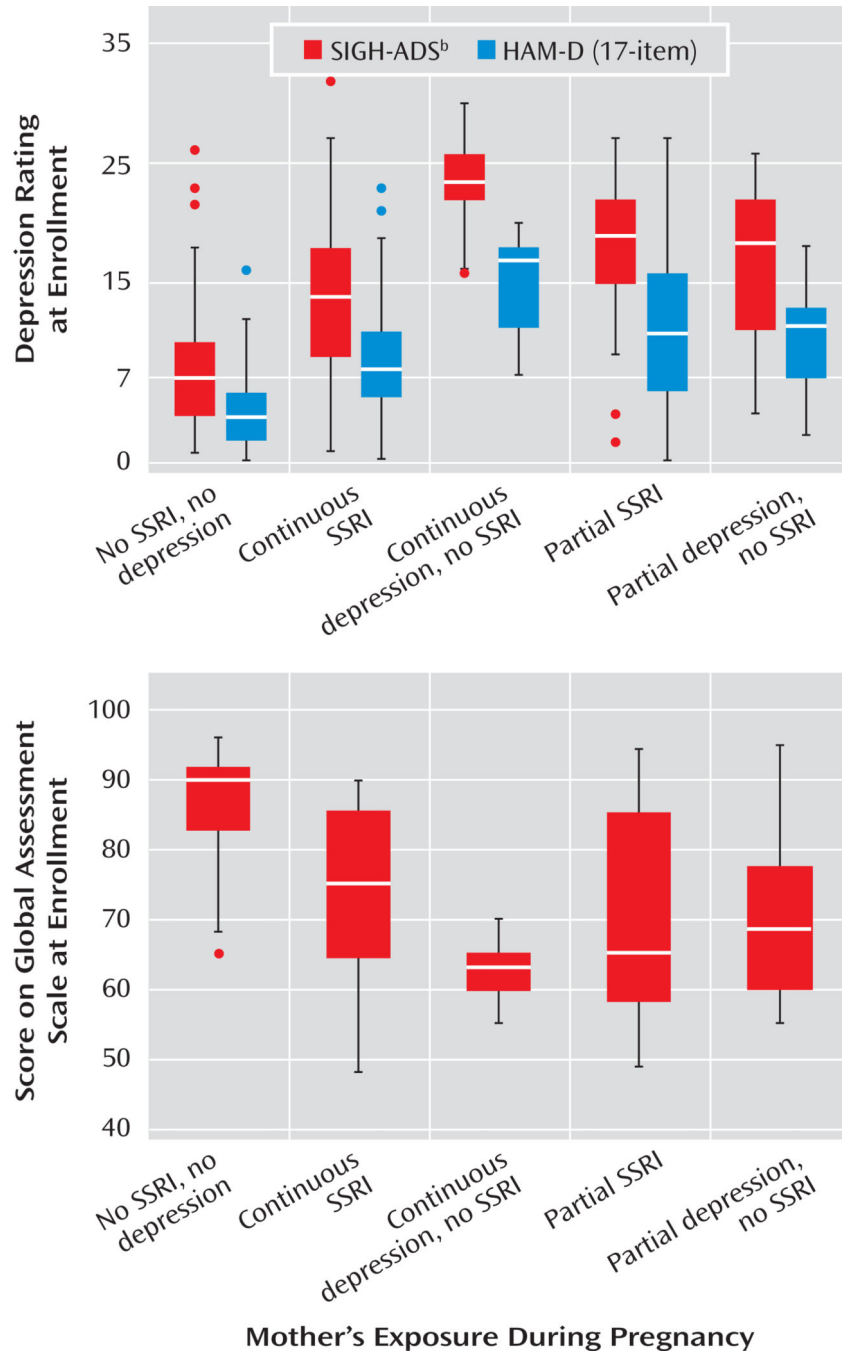 Depression Rating
at Enrollment
35
25
15
7
0
SIGH-ADSᵇ
HAM-D (17-item)
No SSRI, no
depression
Continuous
SSRI
Continuous
depression, no SSRI
Partial SSRI
Partial depression,
no SSRI
Score on Global Assessment
Scale at Enrollment
100
90
80
70
60
50
40
No SSRI, no
depression
Continuous
SSRI
Continuous
depression, no SSRI
Partial SSRI
Partial depression,
no SSRI
Mother’s Exposure During Pregnancy